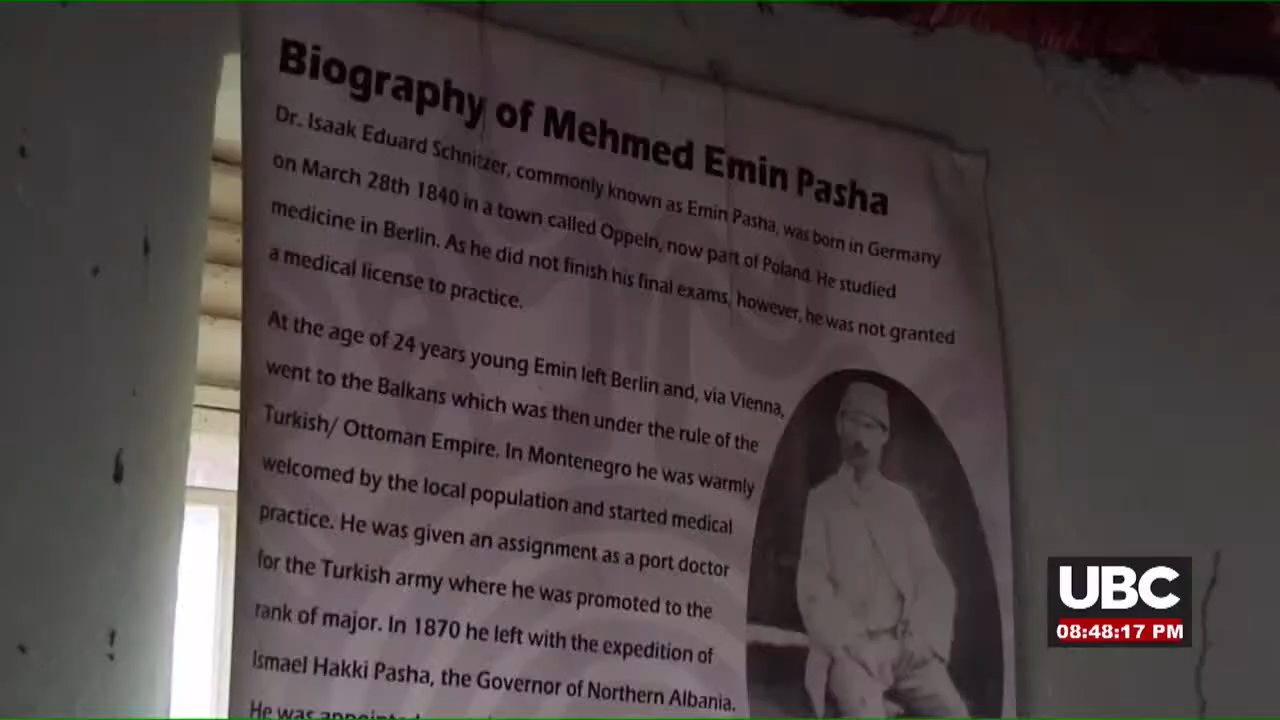 Biography of Mehmed Emin Pasha
Dr. Isaak Eduard Schnitzer, commonly known as Emin Pasha, was born in Germany
on March 28th 1840 in a town called Oppeln, now part of Poland. He studied
medicine in Berlin. As he did not finish his final exams, however, he was not granted
a medical license to practice.
At the age of 24 years young Emin left Berlin and, via Vienna,
went to the Balkans which was then under the rule of the
Turkish/ Ottoman Empire. In Montenegro he was warmly
welcomed by the local population and started medical
practice. He was given an assignment as a port doctor
for the Turkish army where he was promoted to the
rank of major. In 1870 he left with the expedition of
Ismael Hakki Pasha, the Governor of Northern Albania.
He was appointed
UBC
08:48:17 PM